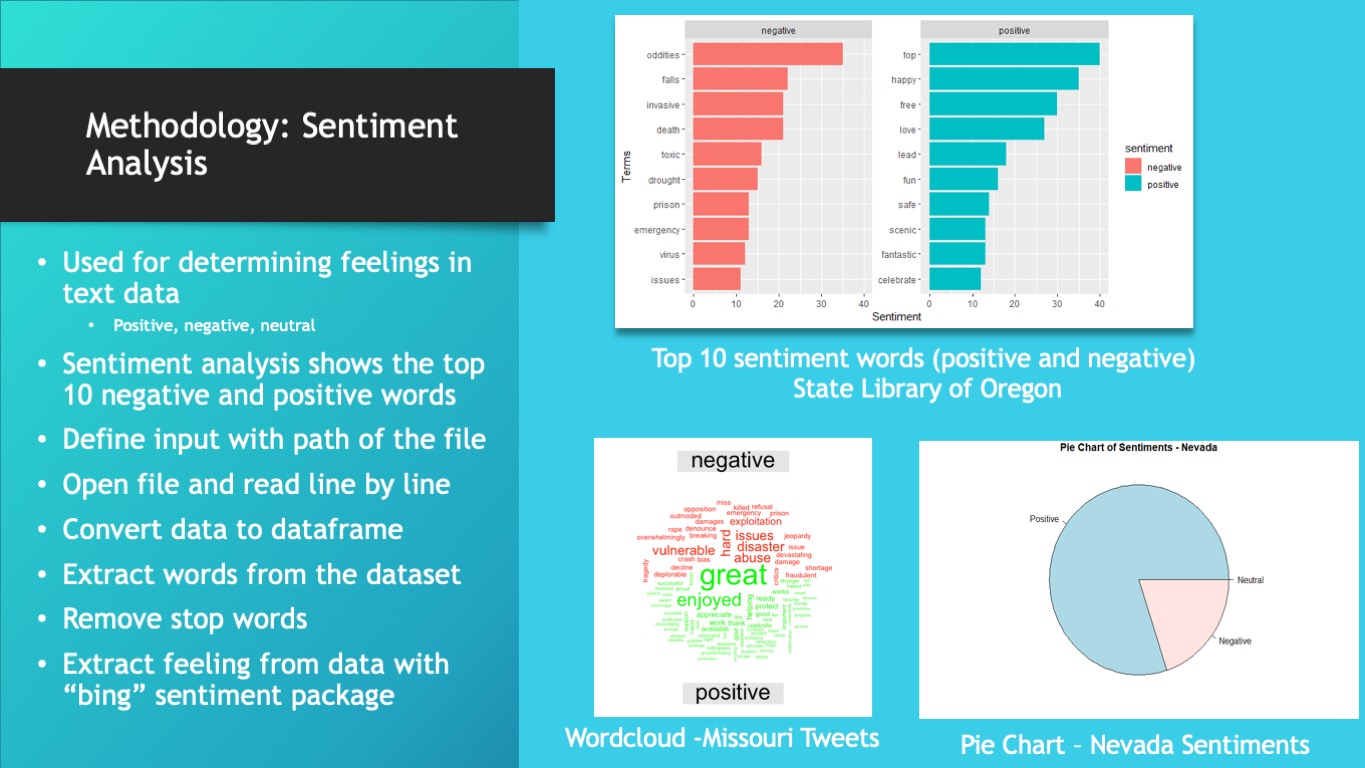 Methodology: Sentiment
Analysis
• Used for determining feelings in
text data
• Positive, negative, neutral
• Sentiment analysis shows the top
10 negative and positive words
• Define input with path of the file
• Open file and read line by line
• Convert data to dataframe
• Extract words from the dataset
• Remove stop words
• Extract feeling from data with
“bing” sentiment package
negative
positive
Terms
oddities
falls
invasive
death
toxic
drought
prison
emergency
virus
issues
top
happy
free
love
lead
fun
safe
scenic
fantastic
celebrate
0 10 20 30 40
0 10 20 30 40
Sentiment
sentiment
negative
positive
Top 10 sentiment words (positive and negative)
State Library of Oregon
negative
miss
opposition
killed refusal
outmoded
emergency prison
damages
exploitation
rape denounce
overwhelmingly
breaking
hard
issues
jeopardy
vulnerable
disaster
issue
crash bias
abuse
devastating
decline
damage
shortage
deplorable
tragedy
great
critics
fraudulent
enjoyed
works
ready
helping
protect
appreciate
good
work thank
available
celebrate
positive
Wordcloud -Missouri Tweets
Pie Chart of Sentiments - Nevada
Positive
Neutral
Negative
Pie Chart – Nevada Sentiments